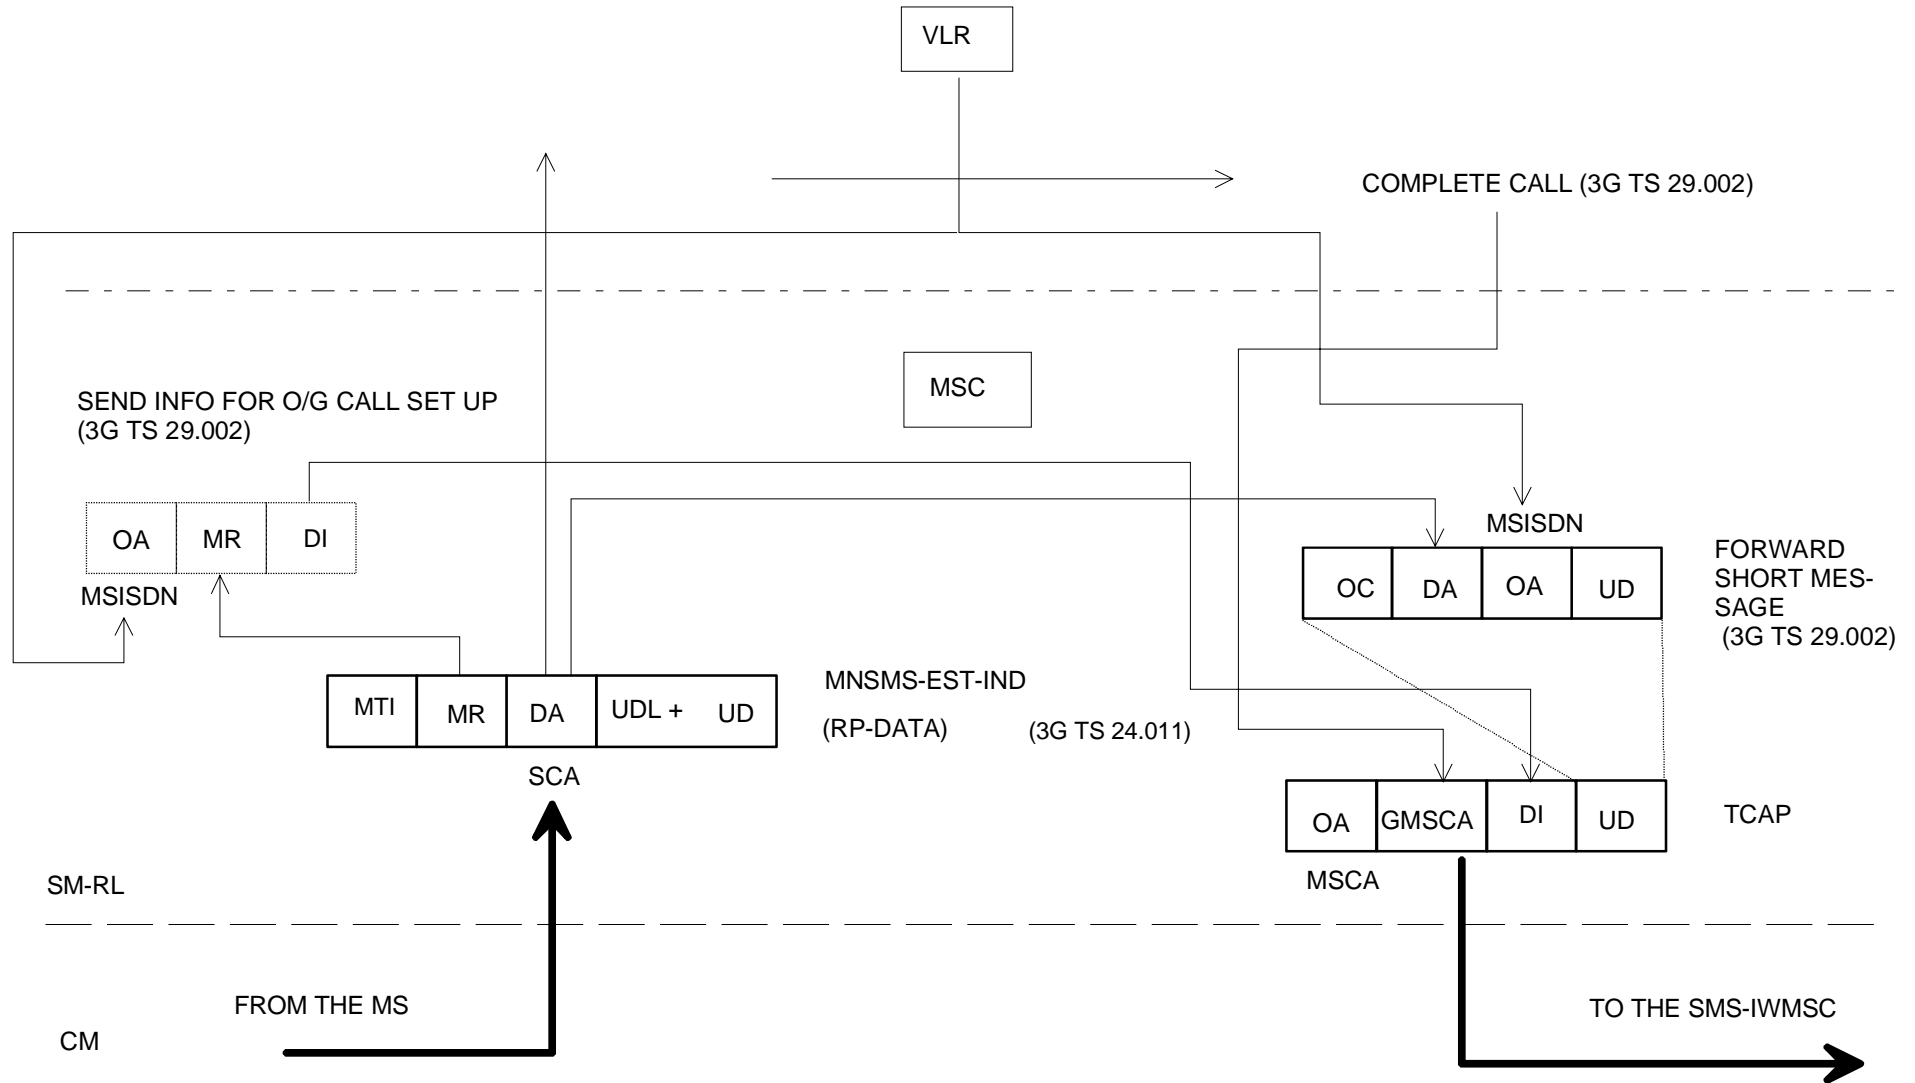 VLR
COMPLETE CALL (3G TS 29.002)
MSC
SEND INFO FOR O/G CALL SET UP
(3G TS 29.002)
OA MR DI
MSISDN
MSISDN
OC DA OA UD
FORWARD
SHORT MES-
SAGE
(3G TS 29.002)
MTI MR DA UDL + UD
MNSMS-EST-IND
(RP-DATA) (3G TS 24.011)
SCA
OA GMSCA DI UD
TCAP
MSCA
SM-RL
FROM THE MS
TO THE SMS-IWMSC
CM